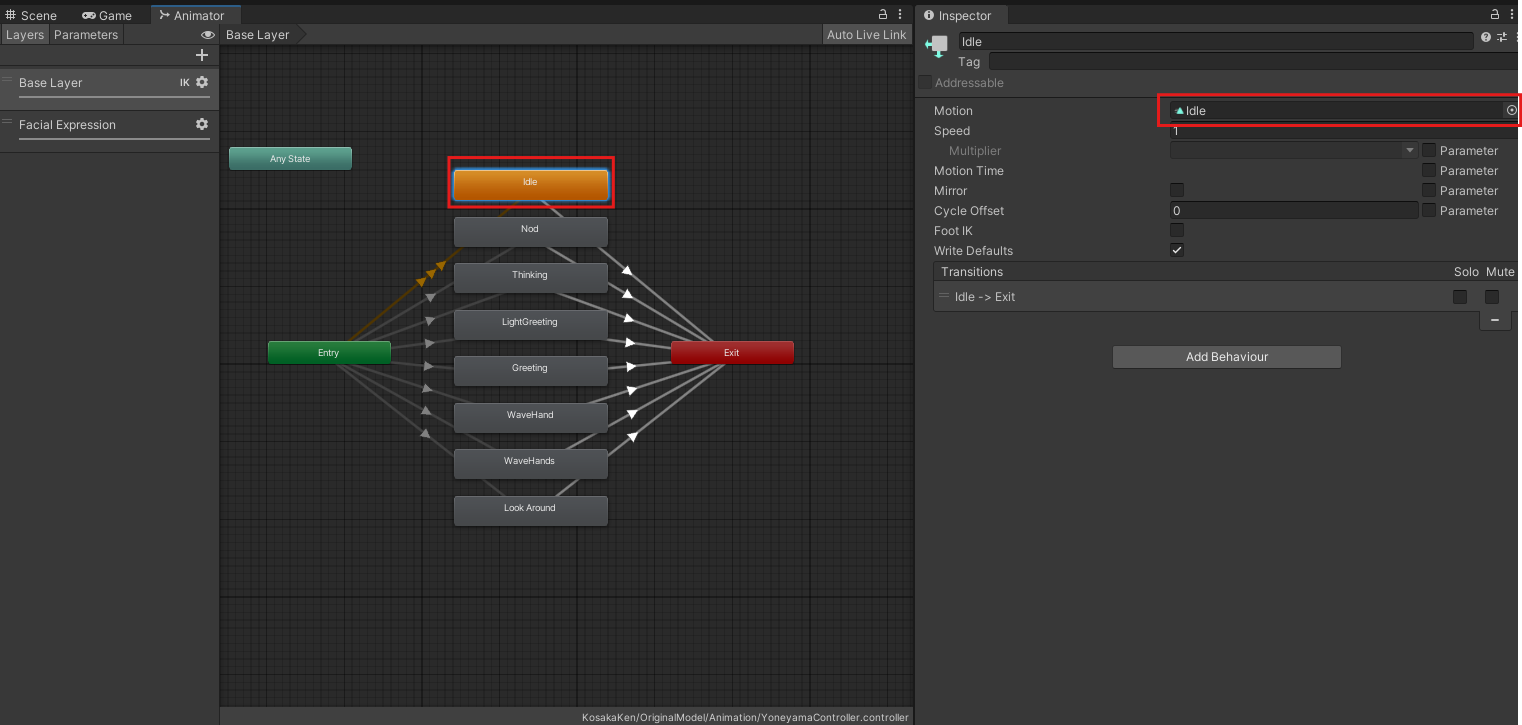 Scene Game Animator
Layers Parameters
Base Layer
Auto Live Link
Base Layer IK
Facial Expression
Any State
Idle
Nod
Thinking
LightGreeting
Entry
Exit
Greeting
WaveHand
WaveHands
Look Around
KosakaKen/OriginalModel/Animation/YoneyamaController.controller
Inspector
Idle
Tag
Addressable
Motion Idle
Speed 1
Multiplier Parameter
Motion Time Parameter
Mirror Parameter
Cycle Offset 0 Parameter
Foot IK
Write Defaults
Transitions Solo Mute
Idle -> Exit
Add Behaviour